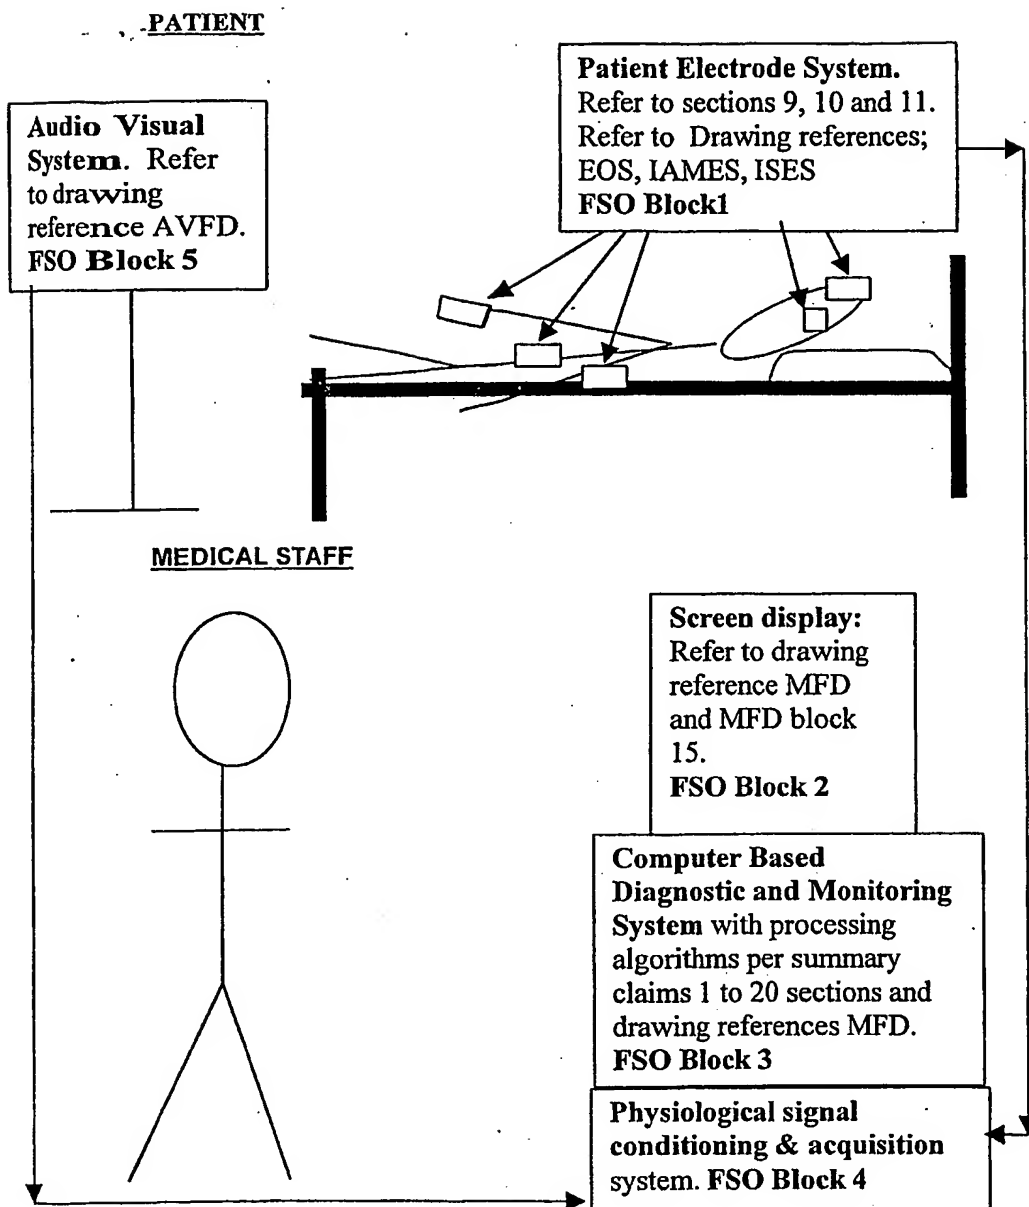 PATIENT
Patient Electrode System.
Refer to sections 9, 10 and 11.
Refer to Drawing references;
EOS, IAMES, ISES
FSO Block1
Audio Visual
System. Refer
to drawing
reference AVFD.
FSO Block 5
MEDICAL STAFF
Screen display:
Refer to drawing
reference MFD
and MFD block
15.
FSO Block 2
Computer Based
Diagnostic and Monitoring
System with processing
algorithms per summary
claims 1 to 20 sections and
drawing references MFD.
FSO Block 3
Physiological signal
conditioning & acquisition
system. FSO Block 4